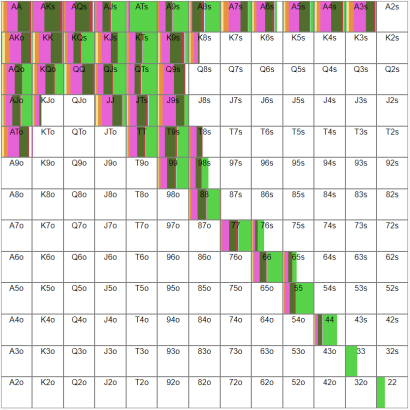 AA AKs AQs AJs ATs A9s A8s A7s A6s A5s A4s A3s A2s
AKo KK KQs KJs KTs K9s K8s K7s K6s K5s K4s K3s K2s
AQo KQo QQ QJs QTs Q9s Q8s Q7s Q6s Q5s Q4s Q3s Q2s
AJo KJo QJo JJ JTs J9s J8s J7s J6s J5s J4s J3s J2s
ATo KTo QTo JTo TT T9s T8s T7s T6s T5s T4s T3s T2s
A9o K9o Q9o J9o T9o 99 98s 97s 96s 95s 94s 93s 92s
A8o K8o Q8o J8o T8o 98o 88 87s 86s 85s 84s 83s 82s
A7o K7o Q7o J7o T7o 97o 87o 77 76s 75s 74s 73s 72s
A6o K6o Q6o J6o T6o 96o 86o 76o 66 65s 64s 63s 62s
A5o K5o Q5o J5o T5o 95o 85o 75o 65o 55 54s 53s 52s
A4o K4o Q4o J4o T4o 94o 84o 74o 64o 54o 44 43s 42s
A3o K3o Q3o J3o T3o 93o 83o 73o 63o 53o 43o 33 32s
A2o K2o Q2o J2o T2o 92o 82o 72o 62o 52o 42o 32o 22